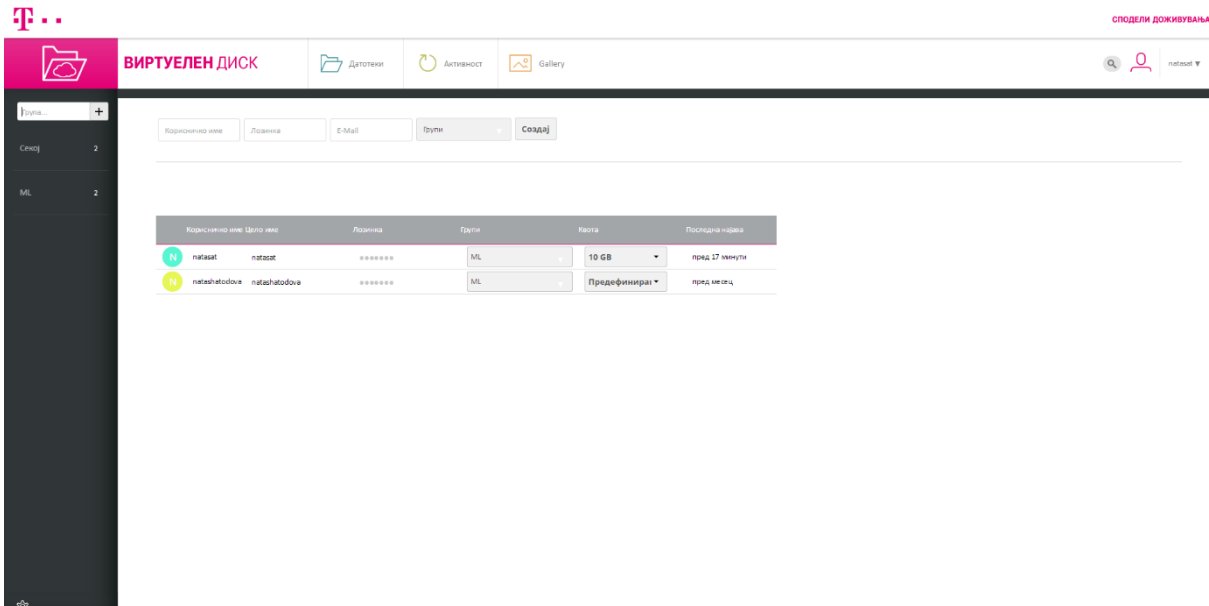 СПОДЕЛИ ДОЖИВУВАЊА
ВИРТУЕЛЕН ДИСК
Датотеки
Активност
Gallery
natasat
Група...
+
Секој 2
ML 2
Корисничко име
Лозинка
E-Mail
Групи
Создај
Корисничко име Цело име Лозинка Групи Квота Последна најава
N natasat natasat ●●●●●●● ML 10 GB пред 17 минути
N natashatodova natashatodova ●●●●●●● ML Предефинирал пред месец